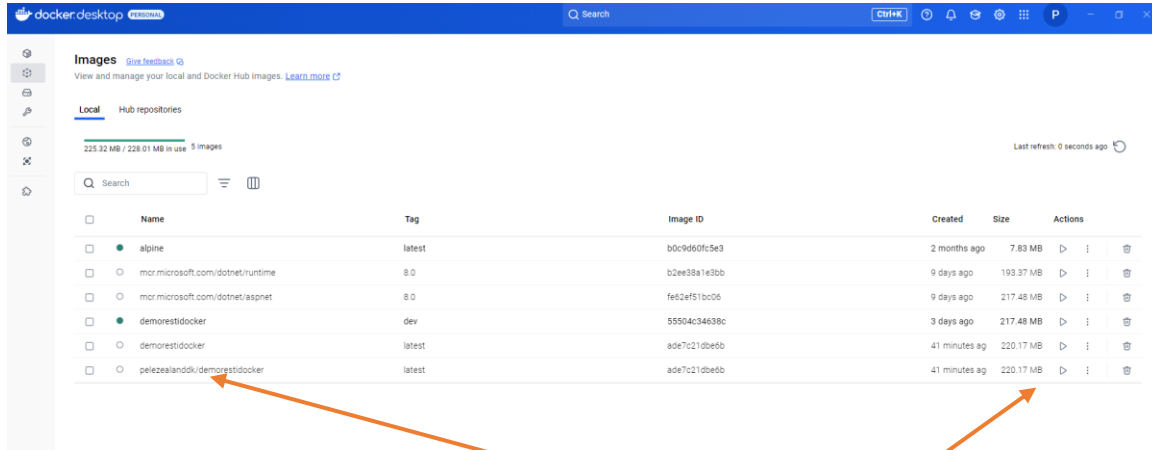 docker.desktop PERSONAL Search Ctrl+K P
Images Give feedback
View and manage your local and Docker Hub images. Learn more
Local Hub repositories
225.32 MB / 228.01 MB in use 5 images Last refresh: 0 seconds ago
Search
Name Tag Image ID Created Size Actions
alpine latest b0c9d60fc5e3 2 months ago 7.83 MB
mcr.microsoft.com/dotnet/runtime 8.0 b2ee38a1e3bb 9 days ago 193.37 MB
mcr.microsoft.com/dotnet/aspnet 8.0 fe62ef51bc06 9 days ago 217.48 MB
demorestidocker dev 55504c34638c 3 days ago 217.48 MB
demorestidocker latest ade7c21dbe6b 41 minutes ag 220.17 MB
pelezealanddk/demorestidocker latest ade7c21dbe6b 41 minutes ag 220.17 MB